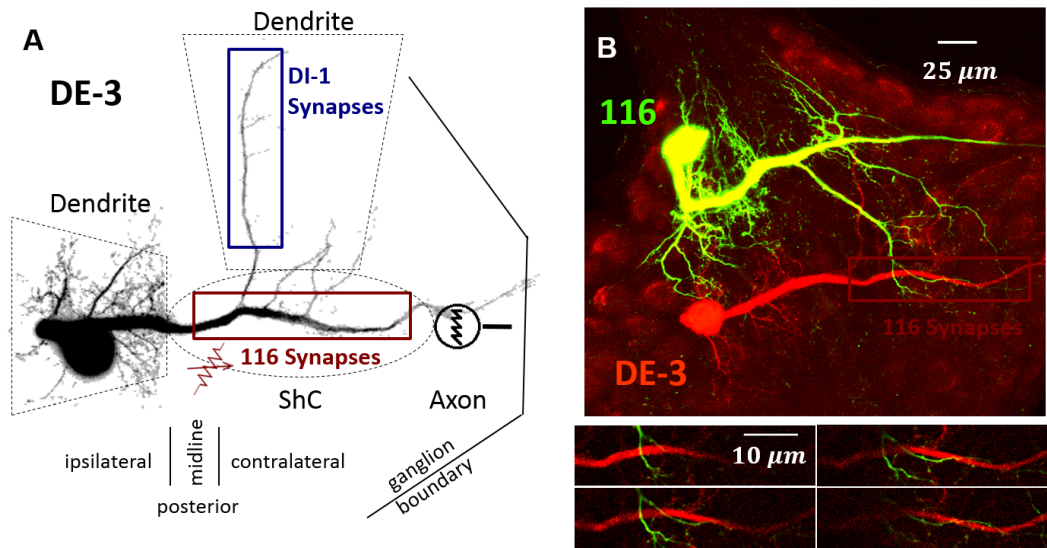 A
DE-3
Dendrite
DI-1
Synapses
Dendrite
116 Synapses
ShC
Axon
ipsilateral
midline
contralateral
posterior
ganglion
boundary
B
25 μm
116
116 Synapses
DE-3
10 μm